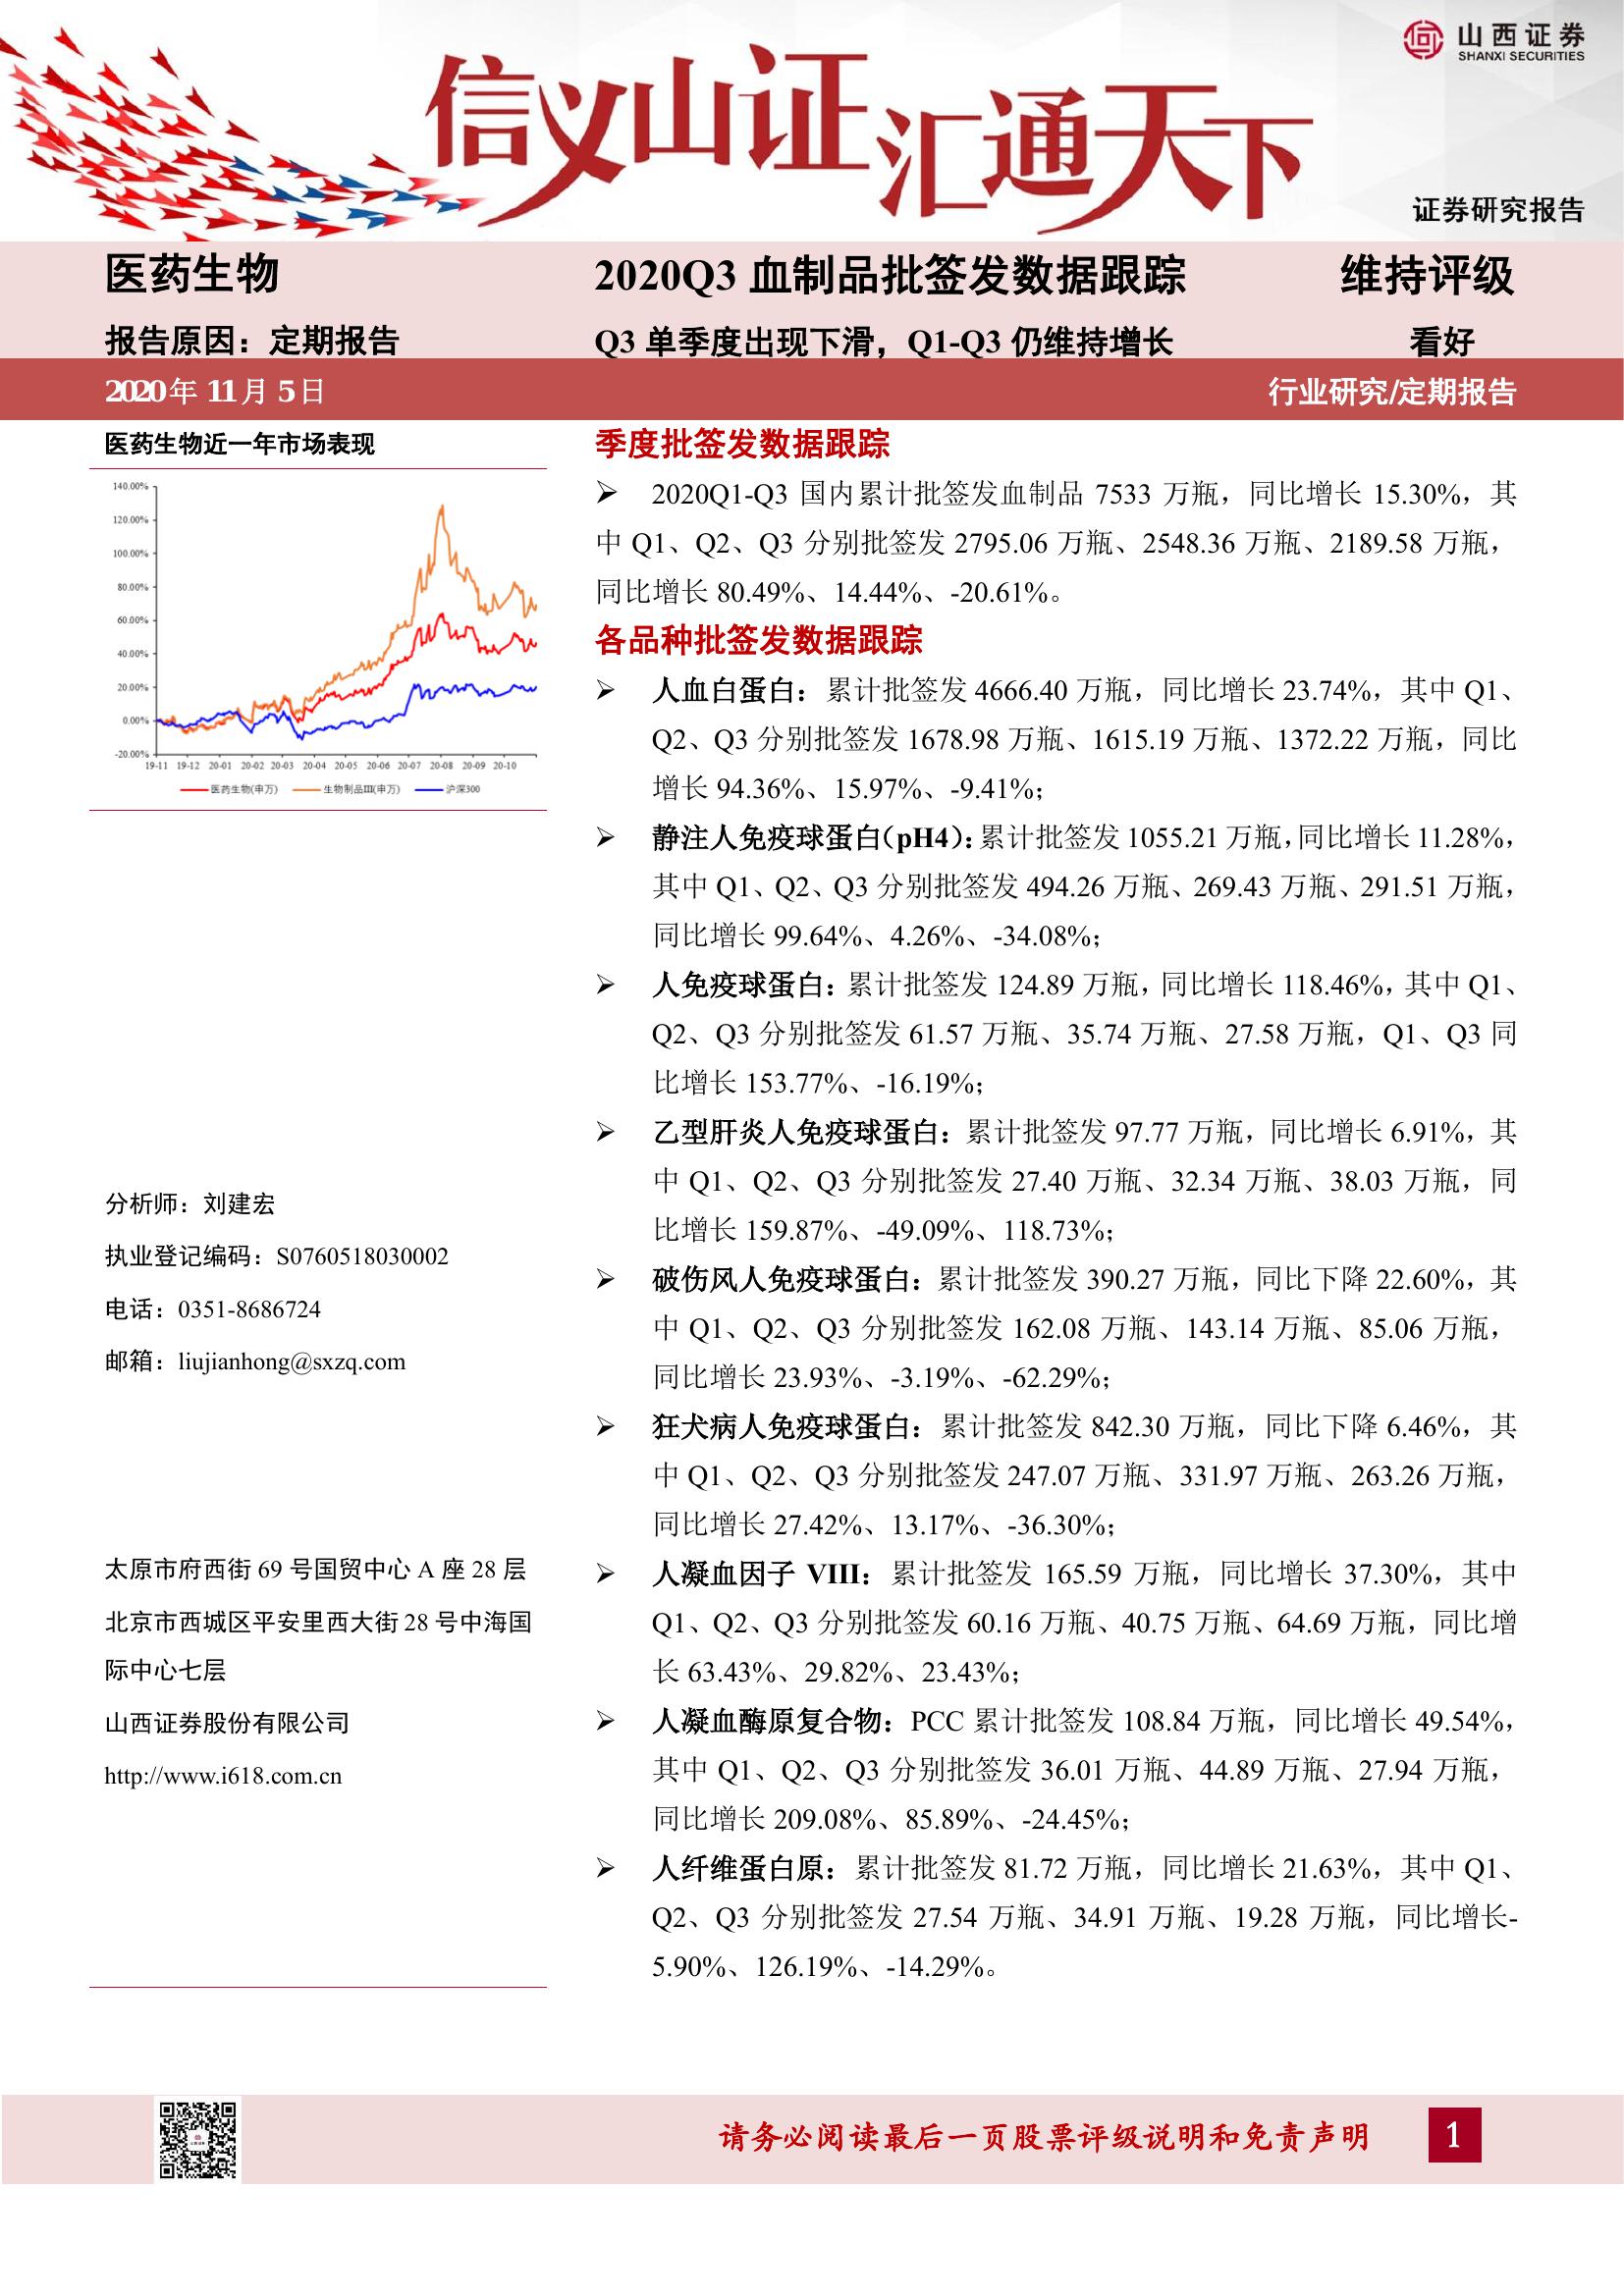 山西证券
SHANXI SECURITIES
信义山证汇通天下
证券研究报告
医药生物
2020Q3 血制品批签发数据跟踪
维持评级
报告原因：定期报告
Q3 单季度出现下滑，Q1-Q3 仍维持增长
看好
2020 年 11 月 5 日
行业研究/定期报告
医药生物近一年市场表现
140.00%
120.00%
100.00%
80.00%
60.00%
40.00%
20.00%
0.00%
-20.00%
19-11 19-12 20-01 20-02 20-03 20-04 20-05 20-06 20-07 20-08 20-09 20-10
医药生物(申万) 生物制品III(申万) 沪深300
分析师：刘建宏
执业登记编码：S0760518030002
电话：0351-8686724
邮箱：liujianhong@sxzq.com
太原市府西街 69 号国贸中心 A 座 28 层
北京市西城区平安里西大街 28 号中海国
际中心七层
山西证券股份有限公司
http://www.i618.com.cn
季度批签发数据跟踪
➢ 2020Q1-Q3 国内累计批签发血制品 7533 万瓶，同比增长 15.30%，其
中 Q1、Q2、Q3 分别批签发 2795.06 万瓶、2548.36 万瓶、2189.58 万瓶，
同比增长 80.49%、14.44%、-20.61%。
各品种批签发数据跟踪
➢ 人血白蛋白：累计批签发 4666.40 万瓶，同比增长 23.74%，其中 Q1、
Q2、Q3 分别批签发 1678.98 万瓶、1615.19 万瓶、1372.22 万瓶，同比
增长 94.36%、15.97%、-9.41%；
➢ 静注人免疫球蛋白（pH4）：累计批签发 1055.21 万瓶，同比增长 11.28%，
其中 Q1、Q2、Q3 分别批签发 494.26 万瓶、269.43 万瓶、291.51 万瓶，
同比增长 99.64%、4.26%、-34.08%；
➢ 人免疫球蛋白：累计批签发 124.89 万瓶，同比增长 118.46%，其中 Q1、
Q2、Q3 分别批签发 61.57 万瓶、35.74 万瓶、27.58 万瓶，Q1、Q3 同
比增长 153.77%、-16.19%；
➢ 乙型肝炎人免疫球蛋白：累计批签发 97.77 万瓶，同比增长 6.91%，其
中 Q1、Q2、Q3 分别批签发 27.40 万瓶、32.34 万瓶、38.03 万瓶，同
比增长 159.87%、-49.09%、118.73%；
➢ 破伤风人免疫球蛋白：累计批签发 390.27 万瓶，同比下降 22.60%，其
中 Q1、Q2、Q3 分别批签发 162.08 万瓶、143.14 万瓶、85.06 万瓶，
同比增长 23.93%、-3.19%、-62.29%；
➢ 狂犬病人免疫球蛋白：累计批签发 842.30 万瓶，同比下降 6.46%，其
中 Q1、Q2、Q3 分别批签发 247.07 万瓶、331.97 万瓶、263.26 万瓶，
同比增长 27.42%、13.17%、-36.30%；
➢ 人凝血因子 VIII：累计批签发 165.59 万瓶，同比增长 37.30%，其中
Q1、Q2、Q3 分别批签发 60.16 万瓶、40.75 万瓶、64.69 万瓶，同比增
长 63.43%、29.82%、23.43%；
➢ 人凝血酶原复合物：PCC 累计批签发 108.84 万瓶，同比增长 49.54%，
其中 Q1、Q2、Q3 分别批签发 36.01 万瓶、44.89 万瓶、27.94 万瓶，
同比增长 209.08%、85.89%、-24.45%；
➢ 人纤维蛋白原：累计批签发 81.72 万瓶，同比增长 21.63%，其中 Q1、
Q2、Q3 分别批签发 27.54 万瓶、34.91 万瓶、19.28 万瓶，同比增长-
5.90%、126.19%、-14.29%。
请务必阅读最后一页股票评级说明和免责声明
1